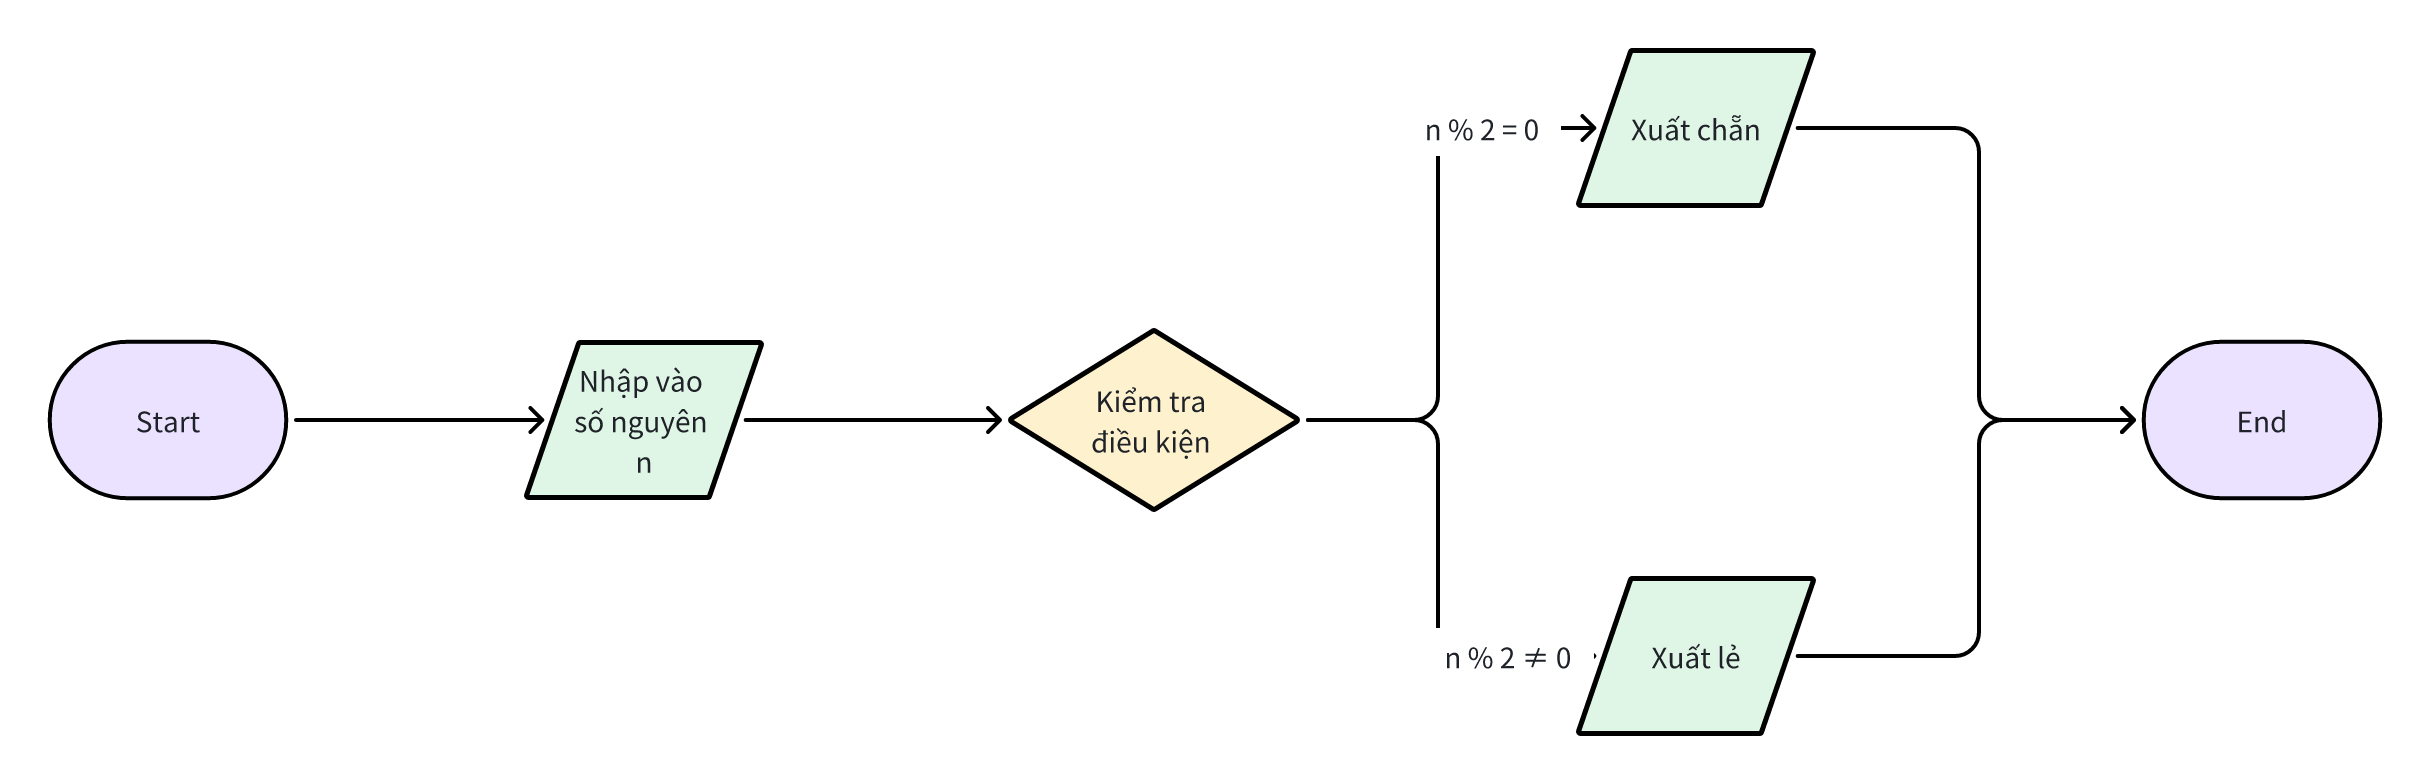 Start
Nhập vào
số nguyên
n
Kiểm tra
điều kiện
n % 2 = 0
Xuất chẵn
n % 2 ≠ 0
Xuất lẻ
End